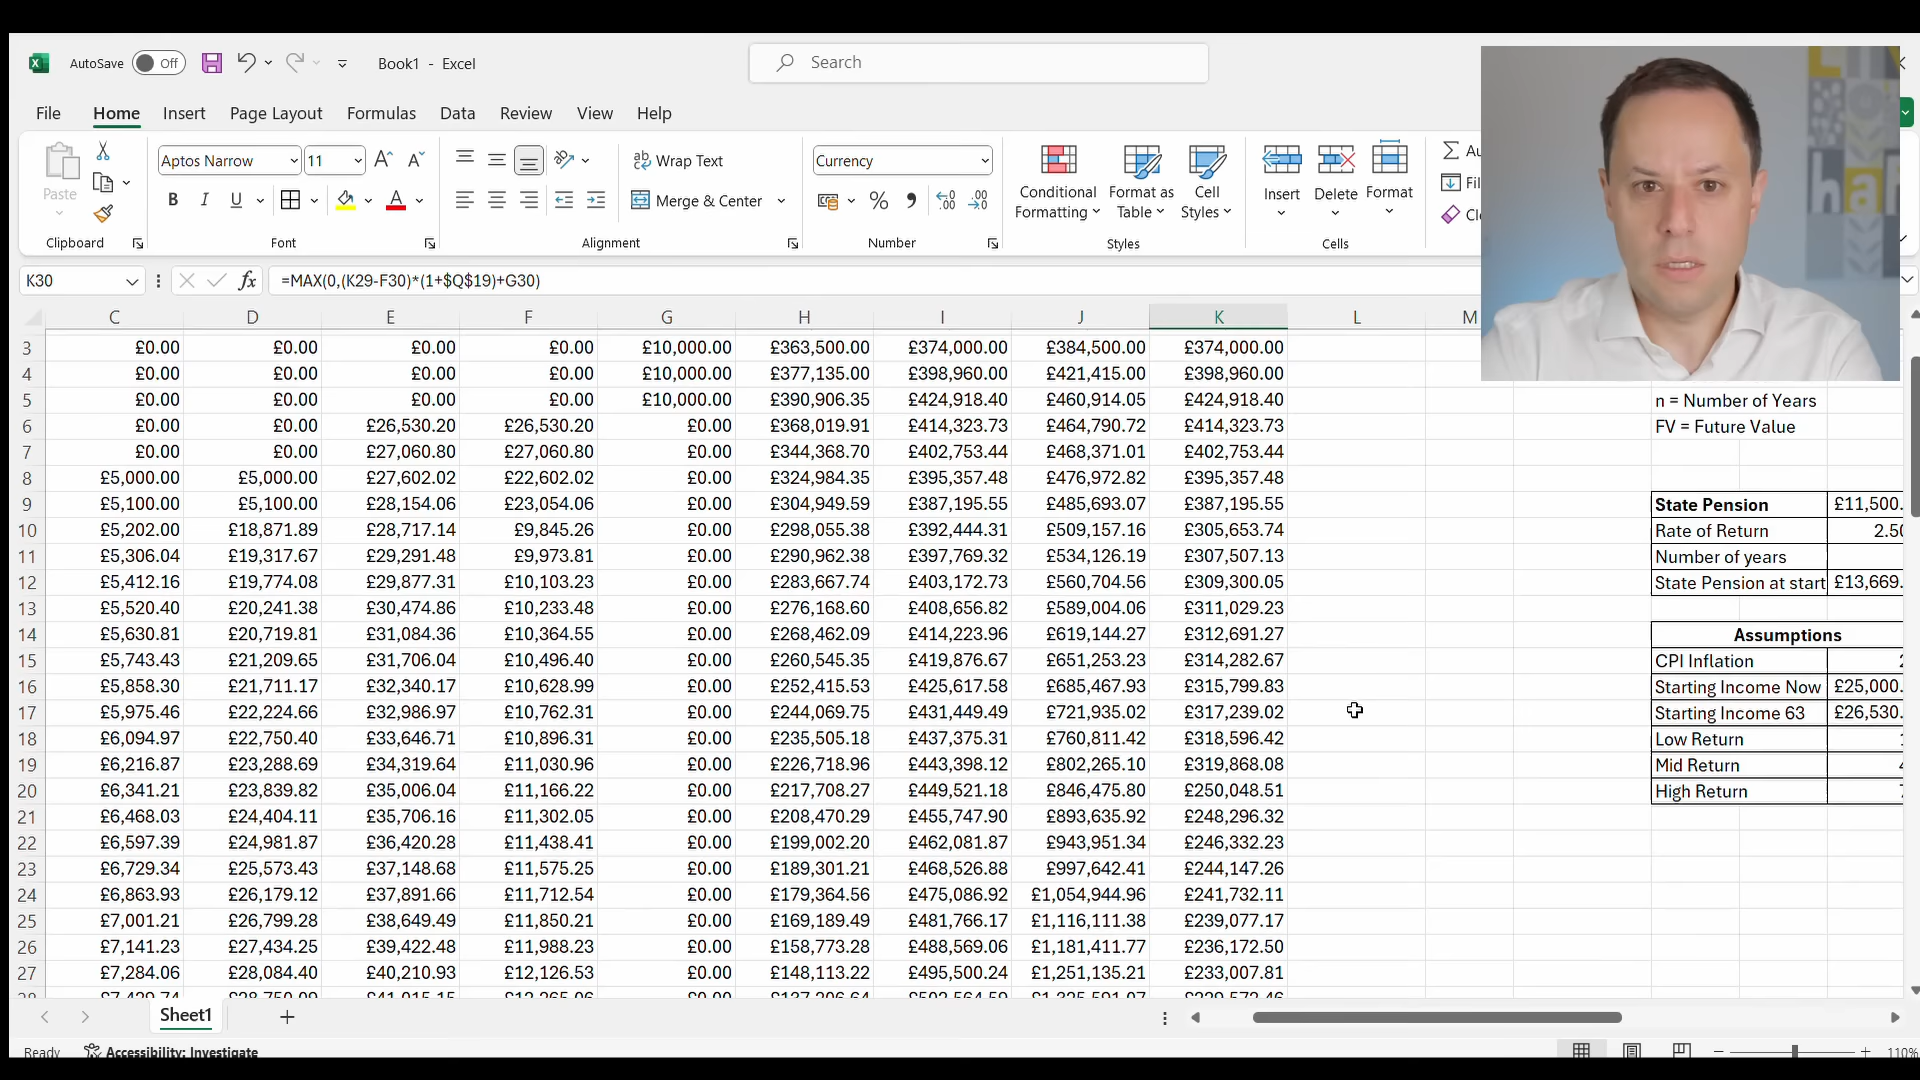 AutoSave Off Book1 - Excel Search
File Home Insert Page Layout Formulas Data Review View Help
Paste Aptos Narrow 11 A A ab Wrap Text Currency Conditional Formatting Format as Table Cell Styles Insert Delete Format Σ Au
B I U A Merge & Center % Fil
Cl
Clipboard Font Alignment Number Styles Cells
K30 fx =MAX(0,(K29-F30)*(1+$Q$19)+G30)
C D E F G H I J K L M
3 £0.00 £0.00 £0.00 £0.00 £10,000.00 £363,500.00 £374,000.00 £384,500.00 £374,000.00
4 £0.00 £0.00 £0.00 £0.00 £10,000.00 £377,135.00 £398,960.00 £421,415.00 £398,960.00
5 £0.00 £0.00 £0.00 £0.00 £10,000.00 £390,906.35 £424,918.40 £460,914.05 £424,918.40 n = Number of Years
6 £0.00 £0.00 £26,530.20 £26,530.20 £0.00 £368,019.91 £414,323.73 £464,790.72 £414,323.73 FV = Future Value
7 £0.00 £0.00 £27,060.80 £27,060.80 £0.00 £344,368.70 £402,753.44 £468,371.01 £402,753.44
8 £5,000.00 £5,000.00 £27,602.02 £22,602.02 £0.00 £324,984.35 £395,357.48 £476,972.82 £395,357.48
9 £5,100.00 £5,100.00 £28,154.06 £23,054.06 £0.00 £304,949.59 £387,195.55 £485,693.07 £387,195.55 State Pension £11,500.
10 £5,202.00 £18,871.89 £28,717.14 £9,845.26 £0.00 £298,055.38 £392,444.31 £509,157.16 £305,653.74 Rate of Return 2.50
11 £5,306.04 £19,317.67 £29,291.48 £9,973.81 £0.00 £290,962.38 £397,769.32 £534,126.19 £307,507.13 Number of years
12 £5,412.16 £19,774.08 £29,877.31 £10,103.23 £0.00 £283,667.74 £403,172.73 £560,704.56 £309,300.05 State Pension at start £13,669.
13 £5,520.40 £20,241.38 £30,474.86 £10,233.48 £0.00 £276,168.60 £408,656.82 £589,004.06 £311,029.23
14 £5,630.81 £20,719.81 £31,084.36 £10,364.55 £0.00 £268,462.09 £414,223.96 £619,144.27 £312,691.27 Assumptions
15 £5,743.43 £21,209.65 £31,706.04 £10,496.40 £0.00 £260,545.35 £419,876.67 £651,253.23 £314,282.67 CPI Inflation 2
16 £5,858.30 £21,711.17 £32,340.17 £10,628.99 £0.00 £252,415.53 £425,617.58 £685,467.93 £315,799.83 Starting Income Now £25,000.
17 £5,975.46 £22,224.66 £32,986.97 £10,762.31 £0.00 £244,069.75 £431,449.49 £721,935.02 £317,239.02 Starting Income 63 £26,530.
18 £6,094.97 £22,750.40 £33,646.71 £10,896.31 £0.00 £235,505.18 £437,375.31 £760,811.42 £318,596.42 Low Return 1
19 £6,216.87 £23,288.69 £34,319.64 £11,030.96 £0.00 £226,718.96 £443,398.12 £802,265.10 £319,868.08 Mid Return 4
20 £6,341.21 £23,839.82 £35,006.04 £11,166.22 £0.00 £217,708.27 £449,521.18 £846,475.80 £250,048.51 High Return 7
21 £6,468.03 £24,404.11 £35,706.16 £11,302.05 £0.00 £208,470.29 £455,747.90 £893,635.92 £248,296.32
22 £6,597.39 £24,981.87 £36,420.28 £11,438.41 £0.00 £199,002.20 £462,081.87 £943,951.34 £246,332.23
23 £6,729.34 £25,573.43 £37,148.68 £11,575.25 £0.00 £189,301.21 £468,526.88 £997,642.41 £244,147.26
24 £6,863.93 £26,179.12 £37,891.66 £11,712.54 £0.00 £179,364.56 £475,086.92 £1,054,944.96 £241,732.11
25 £7,001.21 £26,799.28 £38,649.49 £11,850.21 £0.00 £169,189.49 £481,766.17 £1,116,111.38 £239,077.17
26 £7,141.23 £27,434.25 £39,422.48 £11,988.23 £0.00 £158,773.28 £488,569.06 £1,181,411.77 £236,172.50
27 £7,284.06 £28,084.40 £40,210.93 £12,126.53 £0.00 £148,113.22 £495,500.24 £1,251,135.21 £233,007.81
Sheet1 +
Ready Accessibility: Investigate 110%